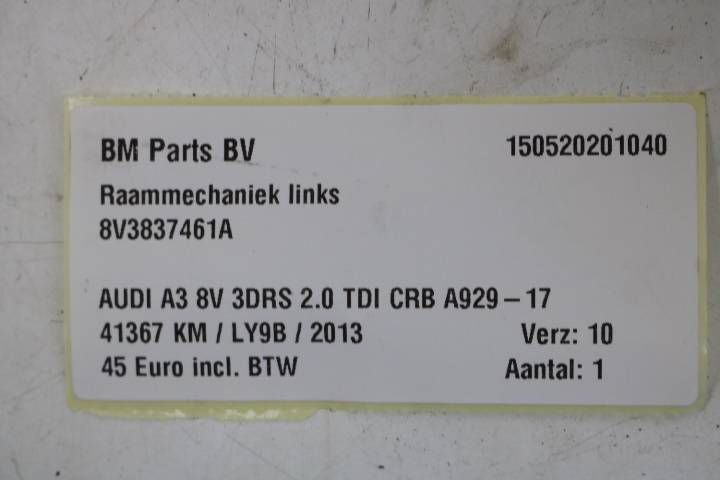 BM Parts BV 150520201040
Raammechaniek links
8V3837461A
AUDI A3 8V 3DRS 2.0 TDI CRB A929 – 17
41367 KM / LY9B / 2013 Verz: 10
45 Euro incl. BTW Aantal: 1